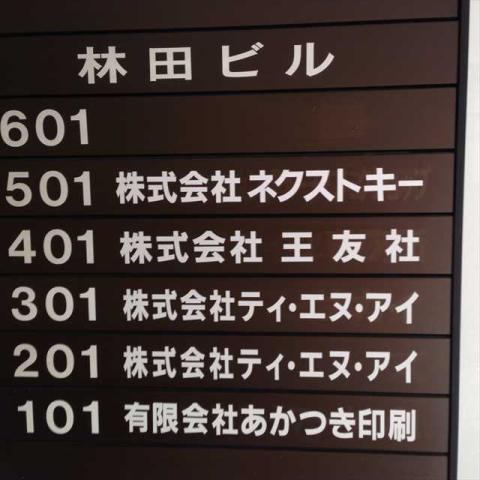 林田ビル
601
501 株式会社 ネクストキー
401 株式会社 王友社
301 株式会社ティ・エヌ・アイ
201 株式会社ティ・エヌ・アイ
101 有限会社あかつき印刷